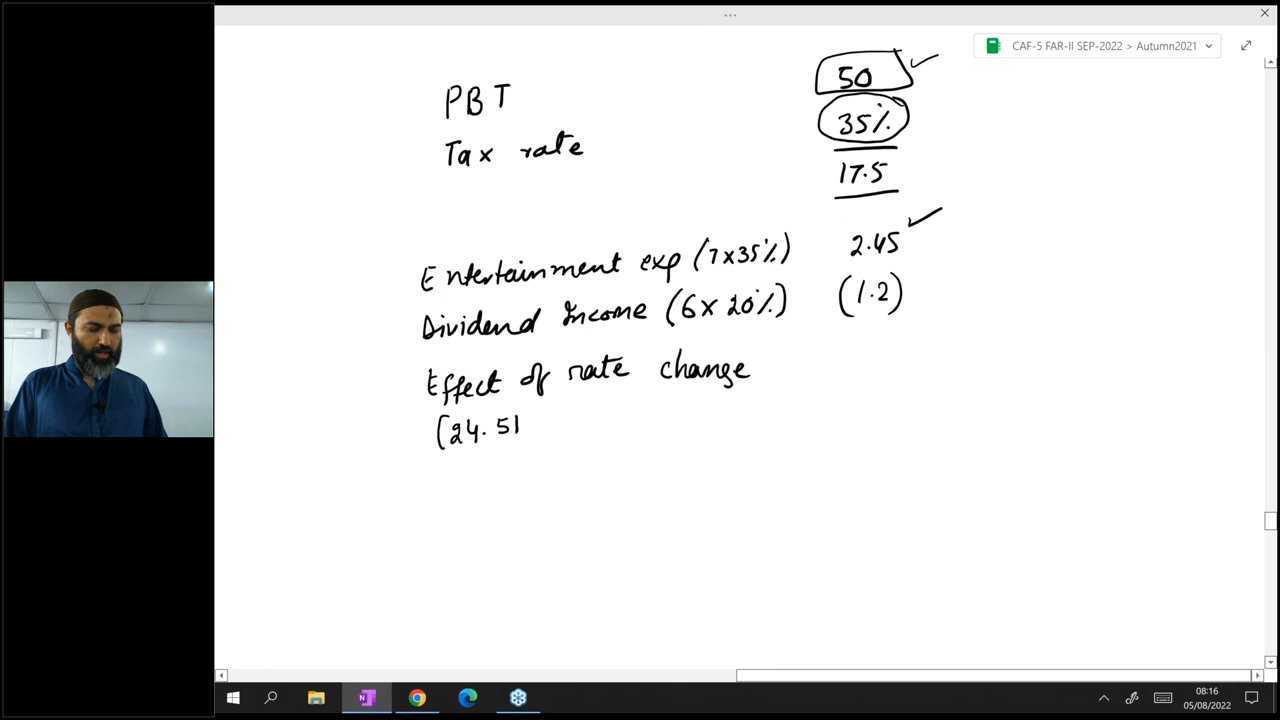 CAF-5 FAR-II SEP-2022 > Autumn2021
PBT 50
Tax rate 35%
17.5
Entertainment exp (7x35%) 2.45
Dividend Income (6x20%) (1.2)
Effect of rate change
[24.51
08:16
05/08/2022